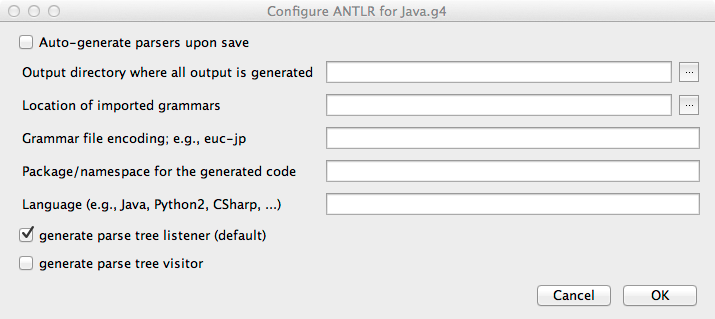 Configure ANTLR for Java.g4
Auto-generate parsers upon save
Output directory where all output is generated
...
Location of imported grammars
...
Grammar file encoding; e.g., euc-jp
Package/namespace for the generated code
Language (e.g., Java, Python2, CSharp, ...)
generate parse tree listener (default)
generate parse tree visitor
Cancel OK